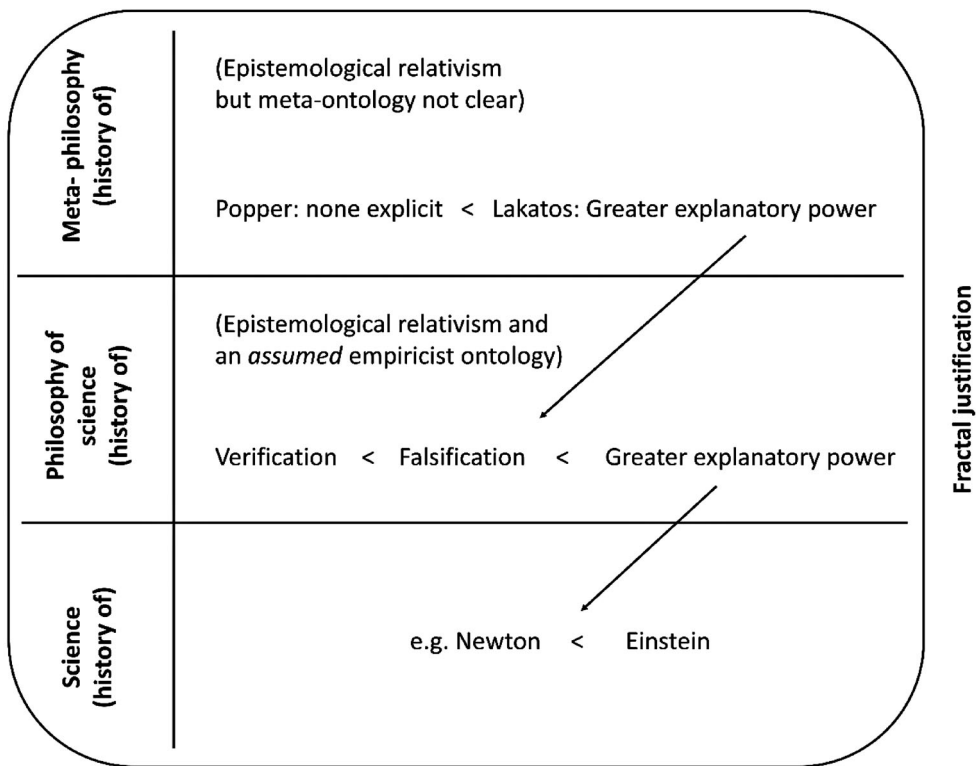 Meta- philosophy
(history of)
(Epistemological relativism
but meta-ontology not clear)
Popper: none explicit < Lakatos: Greater explanatory power
Philosophy of
science
(history of)
(Epistemological relativism and
an assumed empiricist ontology)
Verification < Falsification < Greater explanatory power
Science
(history of)
e.g. Newton < Einstein
Fractal justification